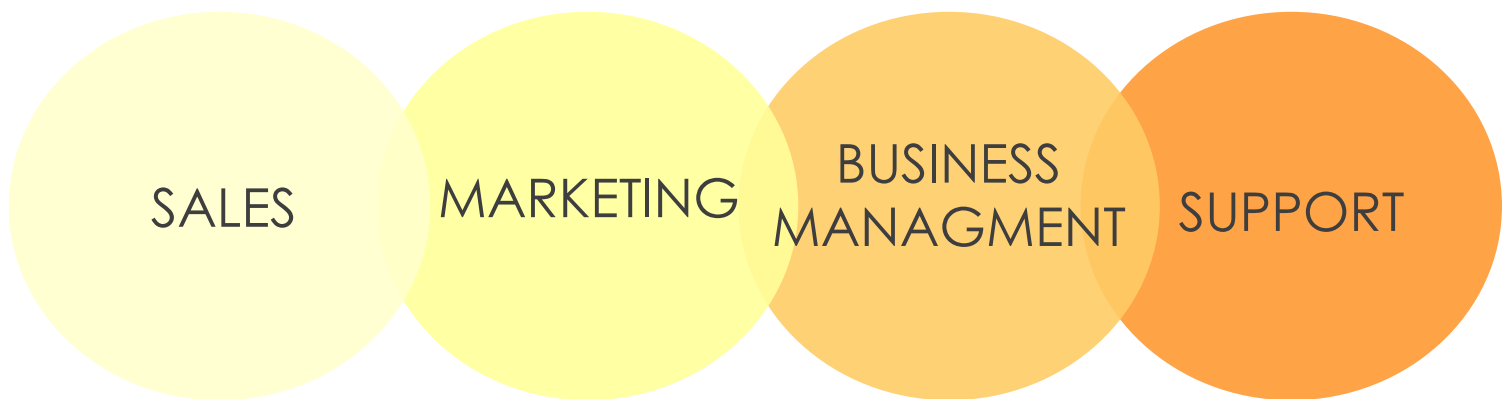 SALES
MARKETING
BUSINESS
MANAGMENT
SUPPORT